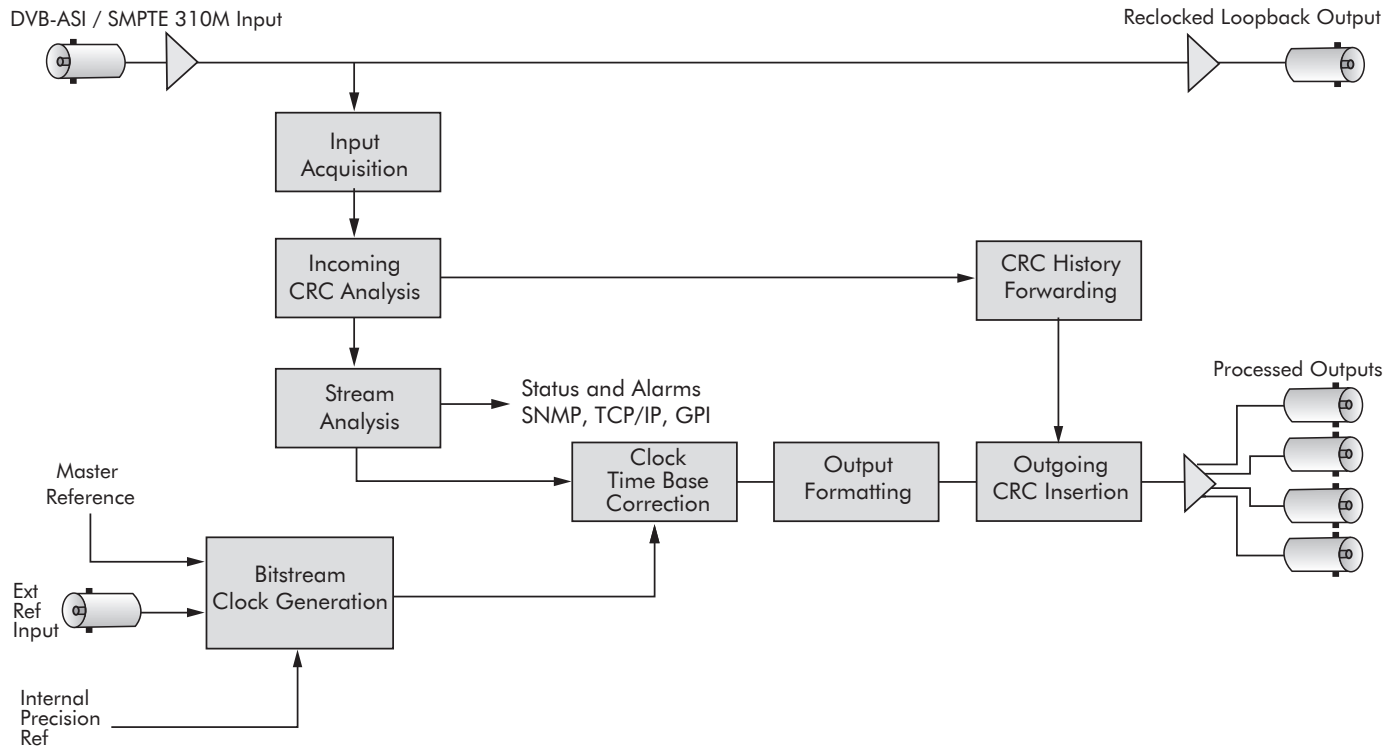 DVB-ASI / SMPTE 310M Input
Reclocked Loopback Output
Input
Acquisition
Incoming
CRC Analysis
CRC History
Forwarding
Stream
Analysis
Status and Alarms
SNMP, TCP/IP, GPI
Processed Outputs
Clock
Time Base
Correction
Output
Formatting
Outgoing
CRC Insertion
Master
Reference
Bitstream
Clock Generation
Ext
Ref
Input
Internal
Precision
Ref